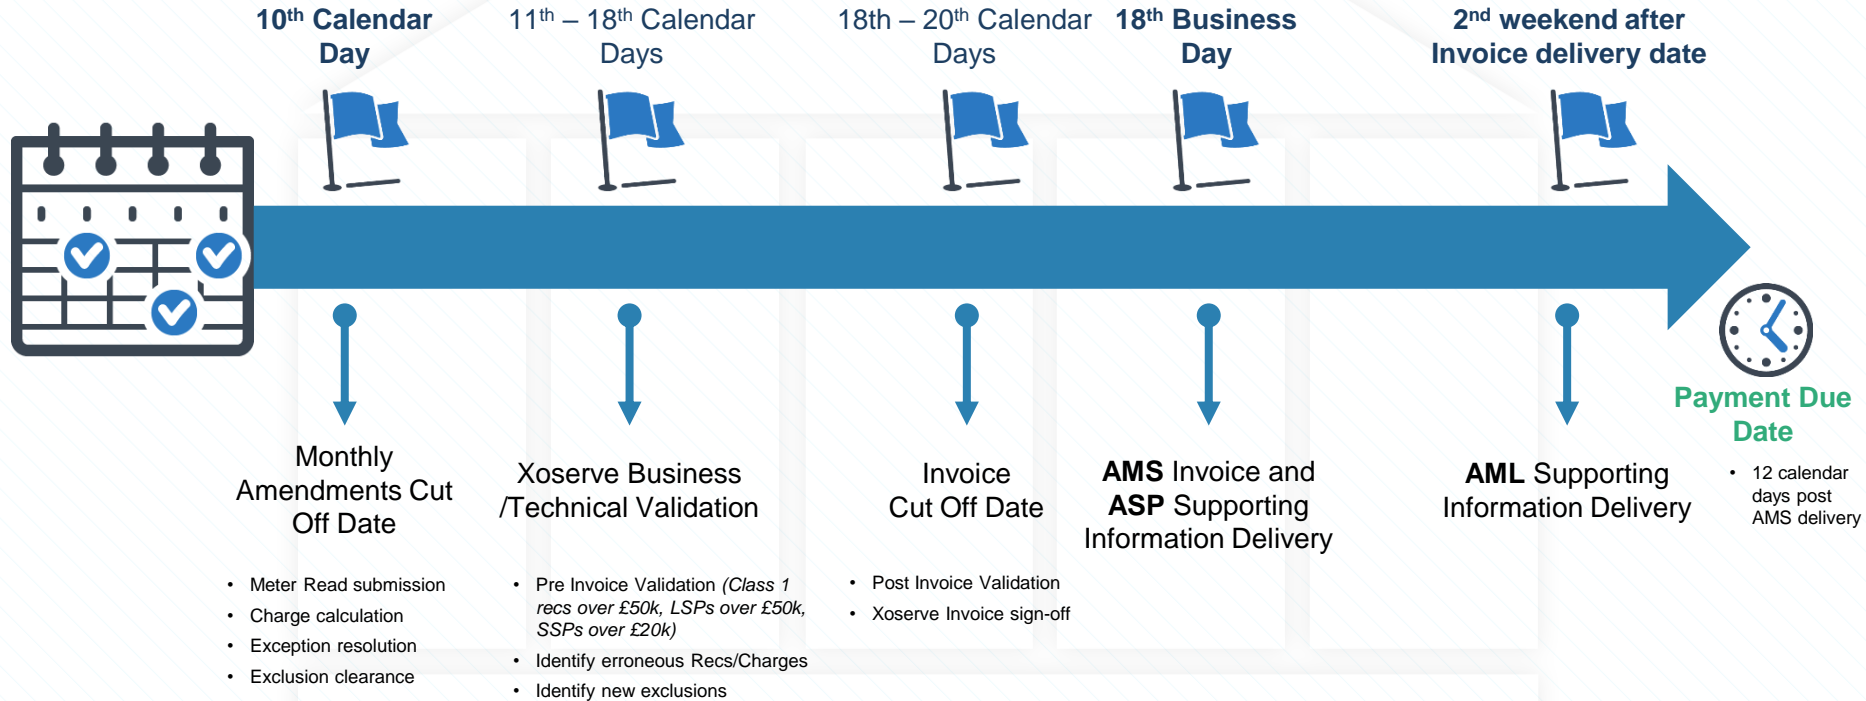 10th Calendar
Day
Monthly
Amendments Cut
Off Date
• Meter Read submission
• Charge calculation
• Exception resolution
• Exclusion clearance
11th – 18th Calendar
Days
Xoserve Business
/Technical Validation
• Pre Invoice Validation (Class 1
recs over £50k, LSPs over £50k,
SSPs over £20k)
• Identify erroneous Recs/Charges
• Identify new exclusions
18th – 20th Calendar
Days
Invoice
Cut Off Date
• Post Invoice Validation
• Xoserve Invoice sign-off
18th Business
Day
AMS Invoice and
ASP Supporting
Information Delivery
2nd weekend after
Invoice delivery date
AML Supporting
Information Delivery
Payment Due
Date
• 12 calendar
days post
AMS delivery